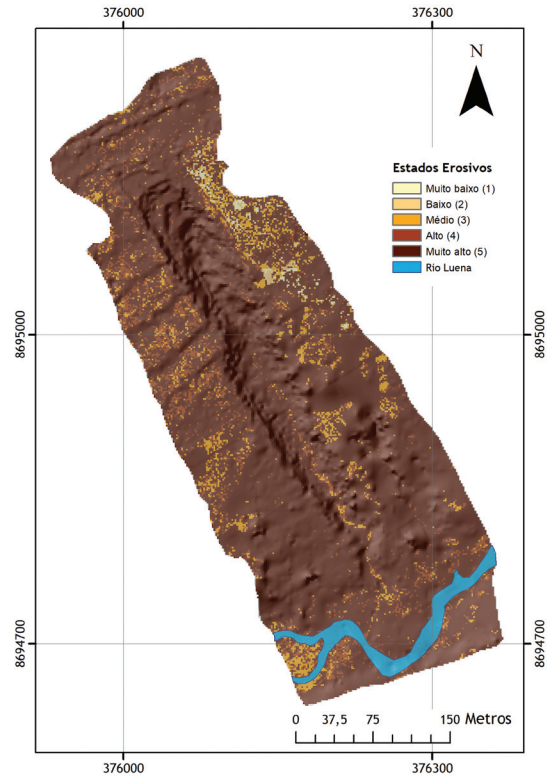 376000 376300
N
Estados Erosivos
Muito baixo (1)
Baixo (2)
Médio (3)
Alto (4)
Muito alto (5)
Rio Luena
8695000 8695000
8694700 8694700
0 37,5 75 150 Metros
376000 376300